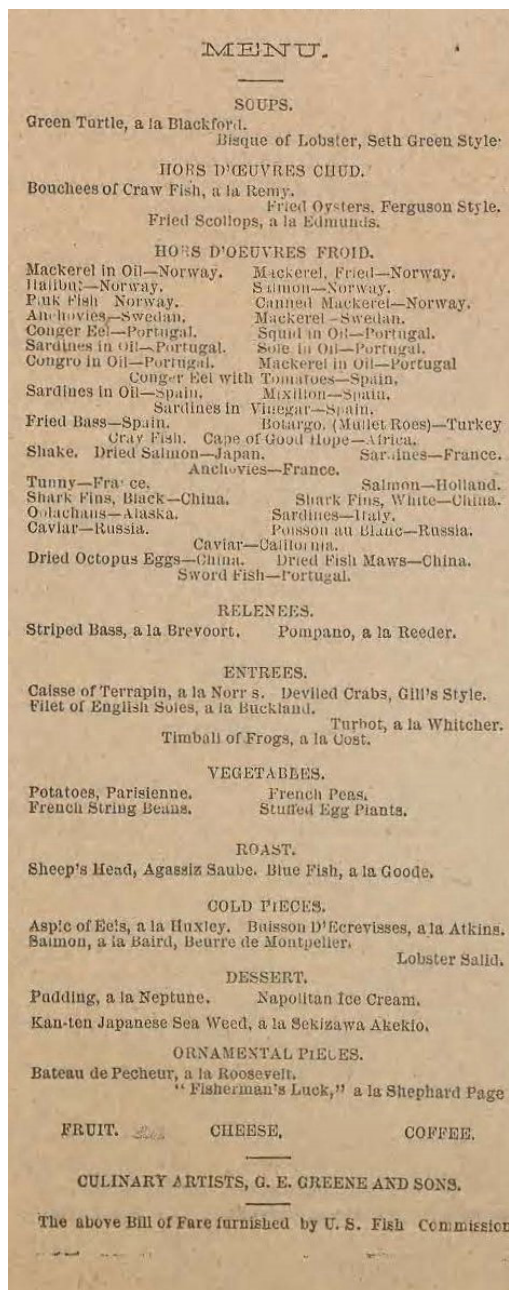 MENU.
SOUPS.
Green Turtle, a la Blackford.
Bisque of Lobster, Seth Green Style
HORS D'ŒUVRES CHUD.
Bouchees of Craw Fish, a la Remy.
Fried Oysters, Ferguson Style.
Fried Scollops, a la Edmunds.
HORS D'OEUVRES FROID.
Mackerel in Oil—Norway. Mackerel, Fried—Norway.
Halibut—Norway. Salmon—Norway.
Pauk Fish Norway. Canned Mackerel—Norway.
Anchovies,—Swedan. Mackerel—Swedan.
Conger Eel—Portugal. Squid in Oil—Portugal.
Sardines in Oil—Portugal. Sole in Oil—Portugal.
Congro in Oil—Portugal. Mackerel in Oil—Portugal
Conger Eel with Tomatoes—Spain.
Sardines in Oil—Spain. Mixillon—Spain.
Sardines in Vinegar—Spain.
Fried Bass—Spain. Botargo, (Mullet Roes)—Turkey
Cray Fish. Cape of Good Hope—Africa.
Shake. Dried Salmon—Japan. Sardines—France.
Anchovies—France.
Tunny—France. Salmon—Holland.
Shark Fins, Black—China. Shark Fins, White—China.
Oolachans—Alaska. Sardines—Italy.
Caviar—Russia. Poisson au Blanc—Russia.
Caviar—California.
Dried Octopus Eggs—China. Dried Fish Maws—China.
Sword Fish—Portugal.
RELENEES.
Striped Bass, a la Brevoort. Pompano, a la Reeder.
ENTREES.
Caisse of Terrapin, a la Norr s. Deviled Crabs, Gill's Style.
Filet of English Soles, a la Buckland.
Turbot, a la Whitcher.
Timball of Frogs, a la Cost.
VEGETABLES.
Potatoes, Parisienne. French Peas.
French String Beans. Stuffed Egg Plants.
ROAST.
Sheep's Head, Agassiz Saube. Blue Fish, a la Goode.
COLD PIECES.
Aspic of Eels, a la Huxley. Buisson D'Ecrevisses, a la Atkins.
Salmon, a la Baird, Beurre de Montpelier.
Lobster Salid.
DESSERT.
Pudding, a la Neptune. Napolitan Ice Cream.
Kan-ten Japanese Sea Weed, a la Sekizawa Akekio.
ORNAMENTAL PIECES.
Bateau de Pecheur, a la Roosevelt.
"Fisherman's Luck," a la Shephard Page
FRUIT. CHEESE, COFFEE.
CULINARY ARTISTS, G. E. GREENE AND SONS.
The above Bill of Fare furnished by U. S. Fish Commission